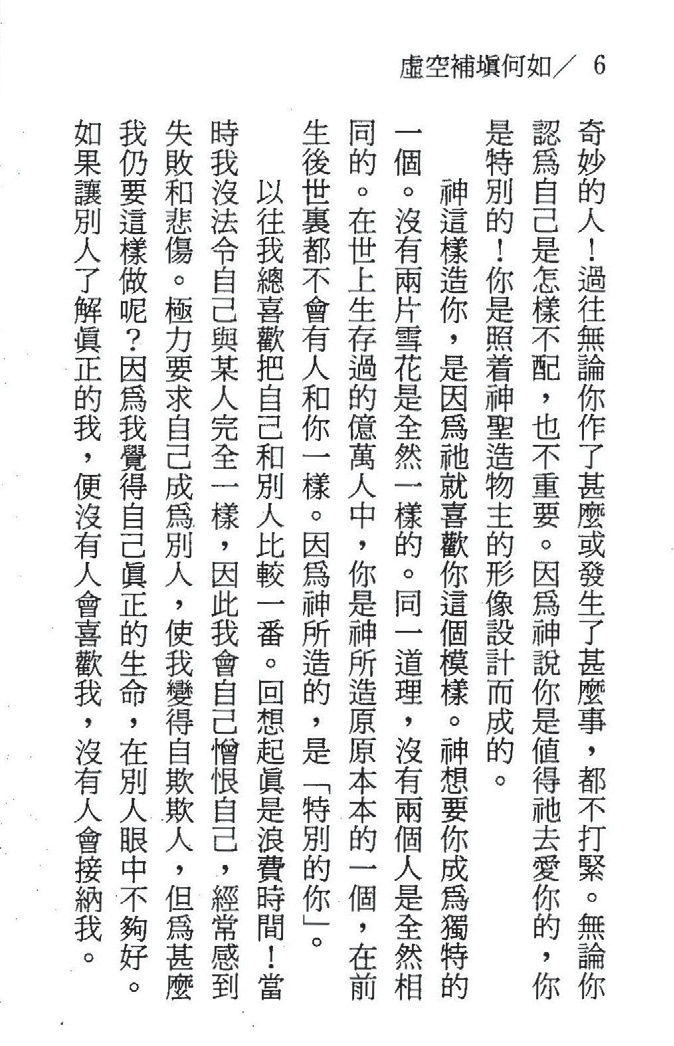 虛空補塡何如／ 6
奇妙的人！過往無論你作了甚麼或發生了甚麼事，都不打緊。無論你
認爲自己是怎樣不配，也不重要。因爲神說你是值得祂去愛你的，你
是特別的！你是照着神聖造物主的形像設計而成的。
神這樣造你，是因爲祂就喜歡你這個模樣。神想要你成爲獨特的
一個。沒有兩片雪花是全然一樣的。同一道理，沒有兩個人是全然相
同的。在世上生存過的億萬人中，你是神所造原原本本的一個，在前
生後世裏都不會有人和你一樣。因爲神所造的，是「特別的你」。
以往我總喜歡把自己和別人比較一番。回想起眞是浪費時間！當
時我沒法令自己與某人完全一樣，因此我會自己憎恨自己，經常感到
失敗和悲傷。極力要求自己成爲別人，使我變得自欺欺人，但爲甚麼
我仍要這樣做呢？因爲我覺得自己眞正的生命，在別人眼中不夠好。
如果讓別人了解眞正的我，便沒有人會喜歡我，沒有人會接納我。